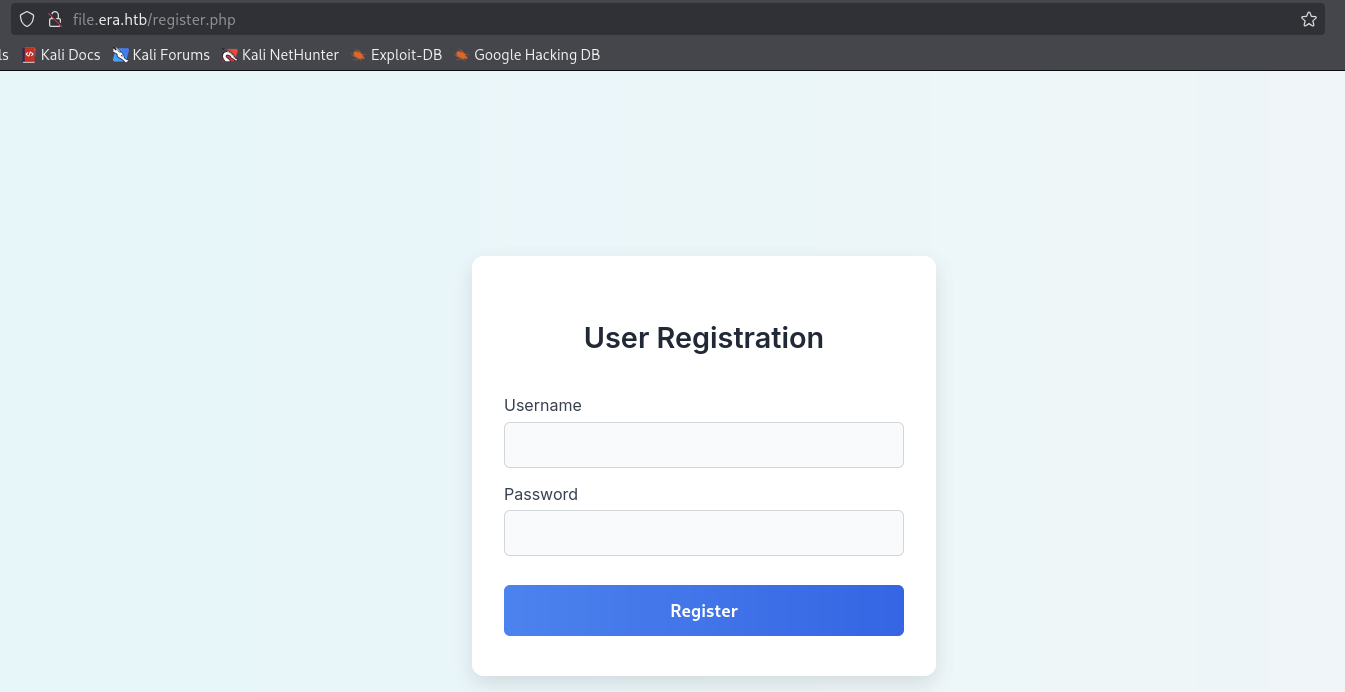 file.era.htb/register.php
ls Kali Docs Kali Forums Kali NetHunter Exploit-DB Google Hacking DB
User Registration
Username
Password
Register